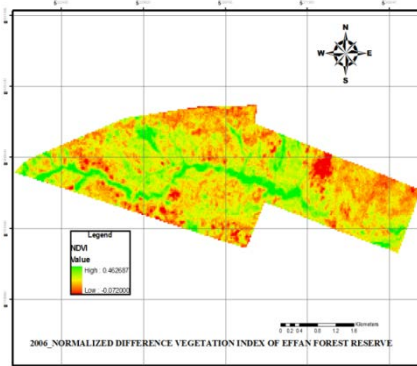 N
W E
S
Legend
NDVI
Value
High : 0.462687
Low : -0.072000
Kilometers
0 0.2 0.4 0.8 1.2 1.6
2006_NORMALIZED DIFFERENCE VEGETATION INDEX OF EFFAN FOREST RESERVE